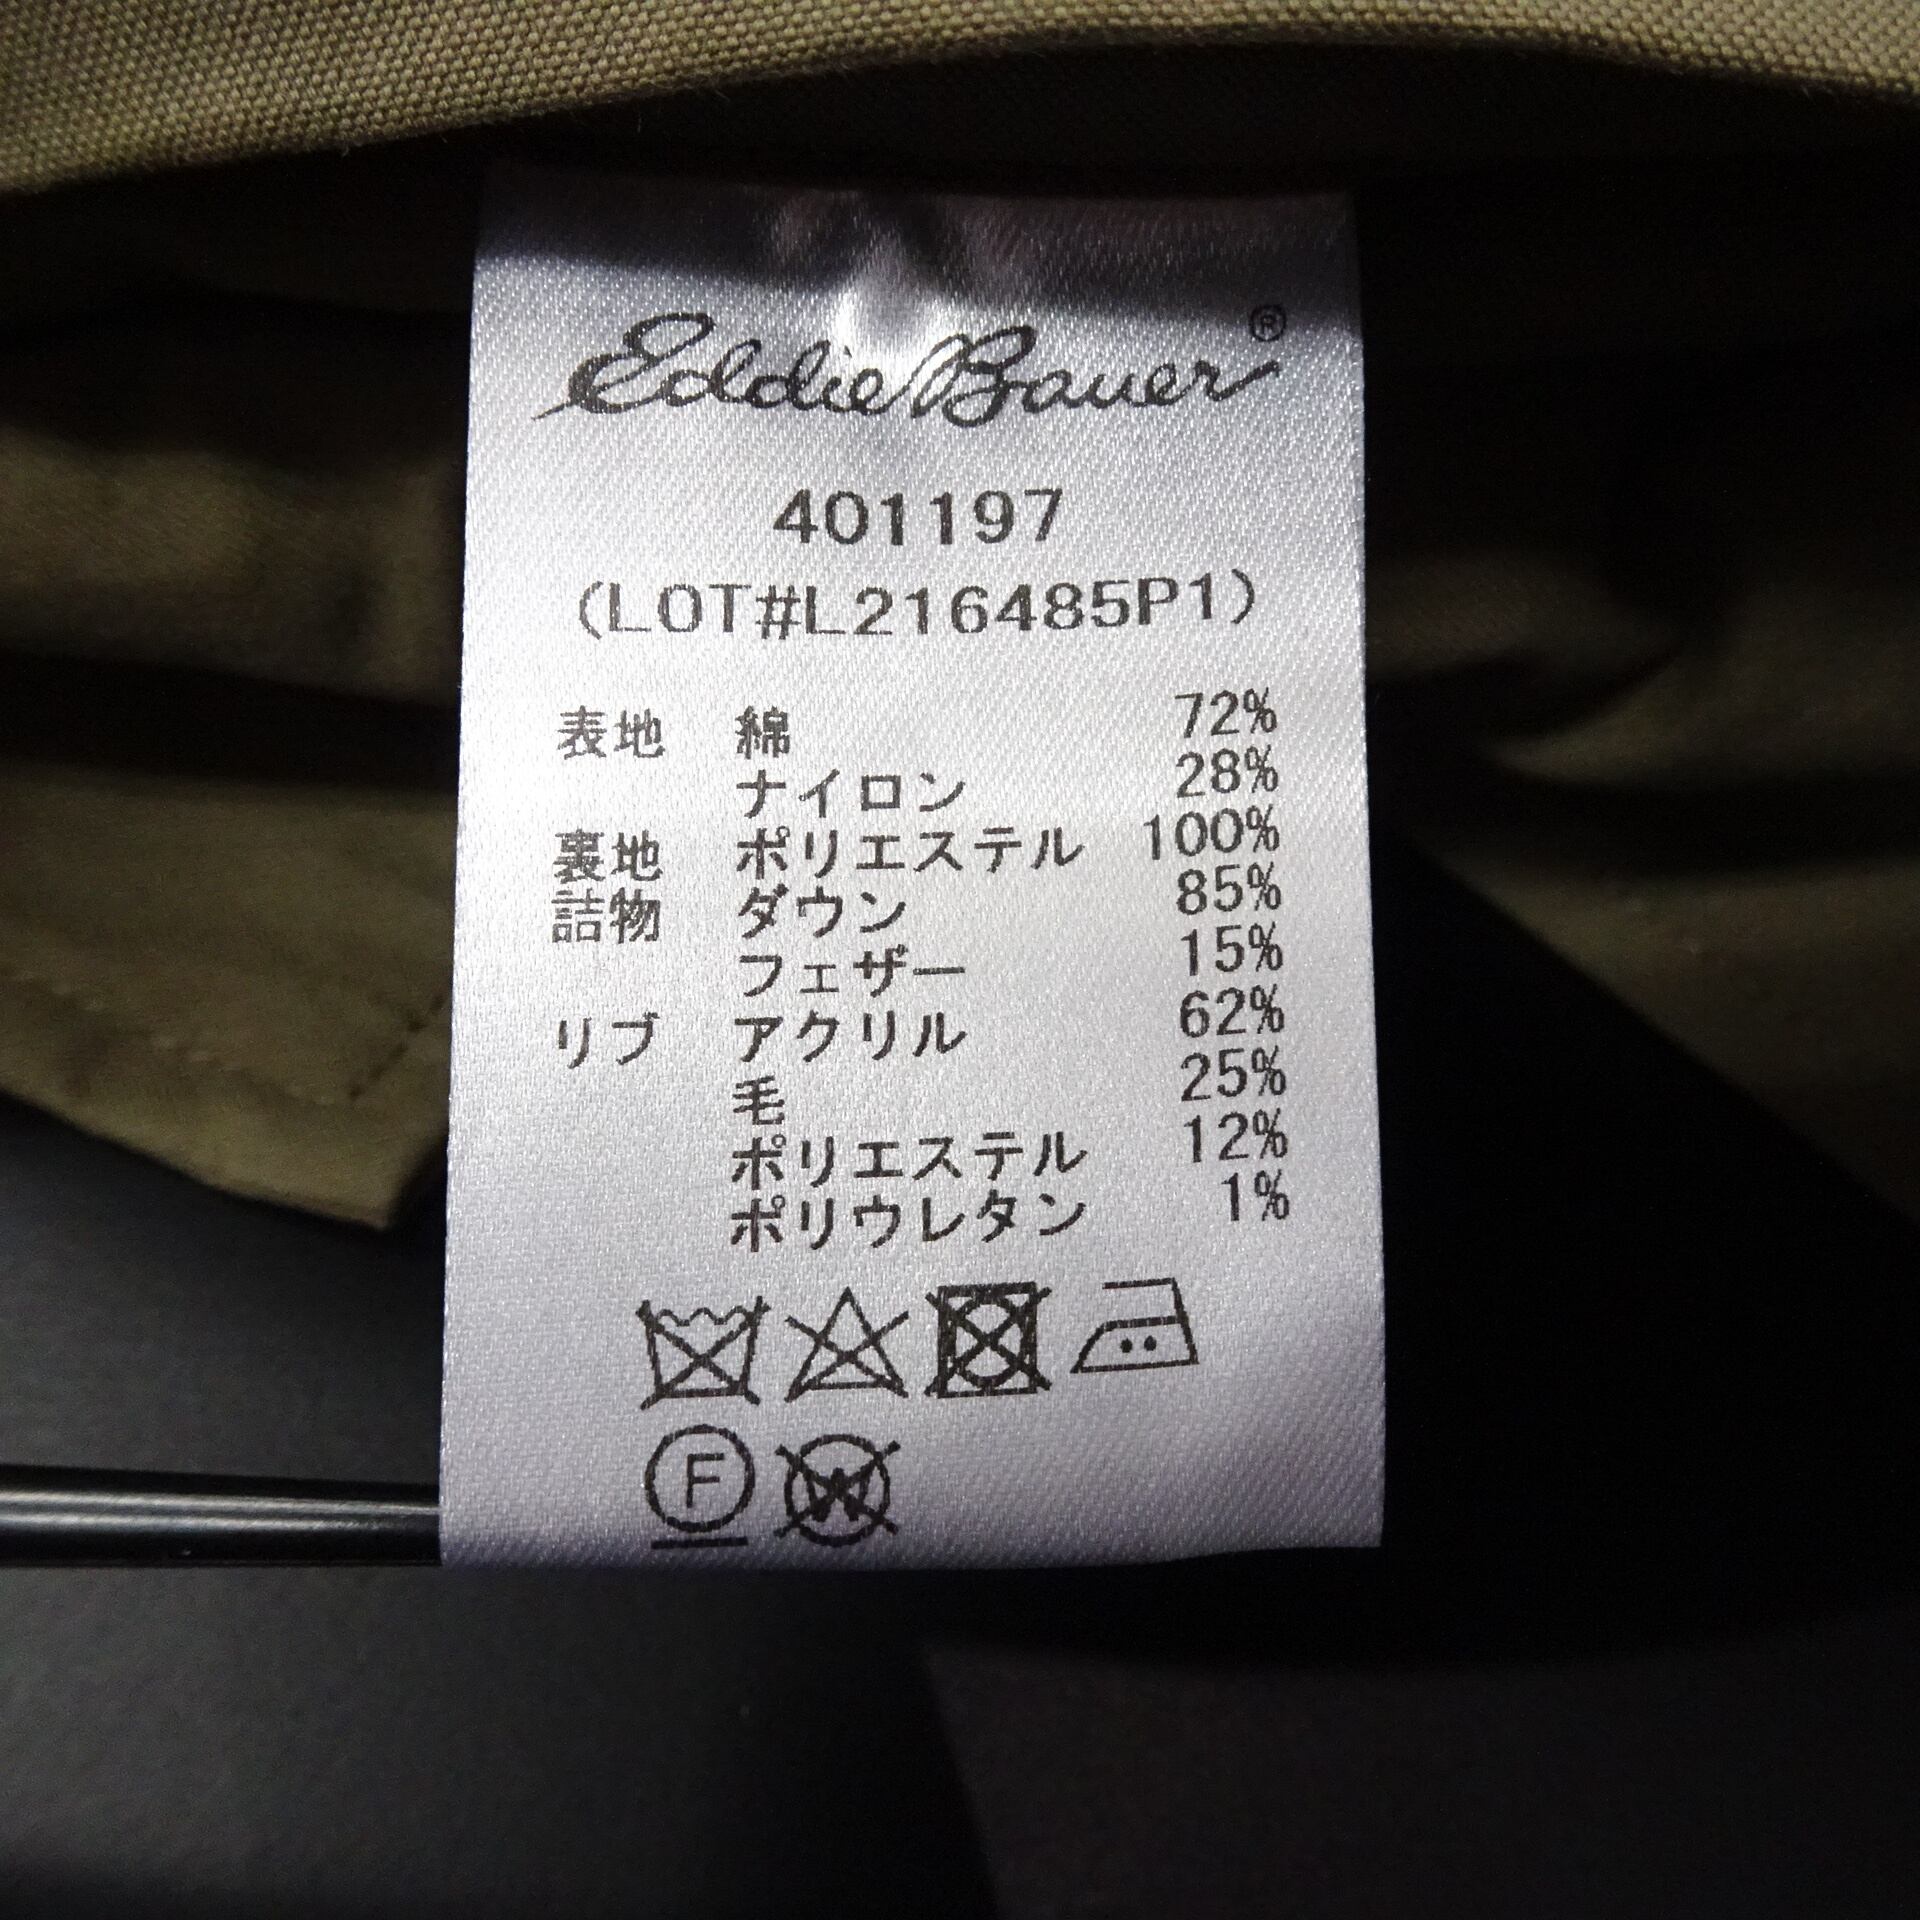 Eddie Bauer®
401197
(LOT#L216485P1)
表地 綿 72%
ナイロン 28%
裏地 ポリエステル 100%
詰物 ダウン 85%
フェザー 15%
リブ アクリル 62%
毛 25%
ポリエステル 12%
ポリウレタン 1%
F
W